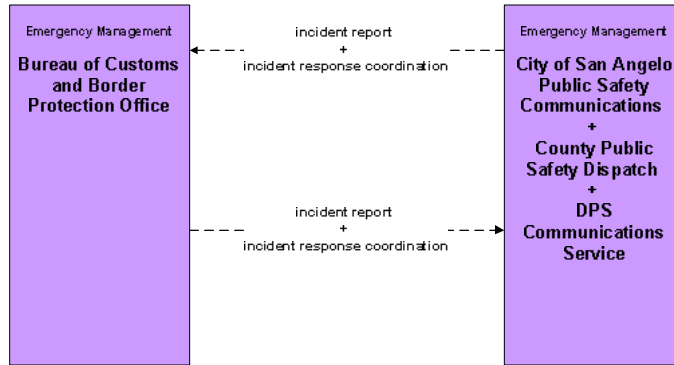 Emergency Management
Bureau of Customs
and Border
Protection Office
incident report
+
incident response coordination
incident report
+
incident response coordination
Emergency Management
City of San Angelo
Public Safety
Communications
+
County Public
Safety Dispatch
+
DPS
Communications
Service